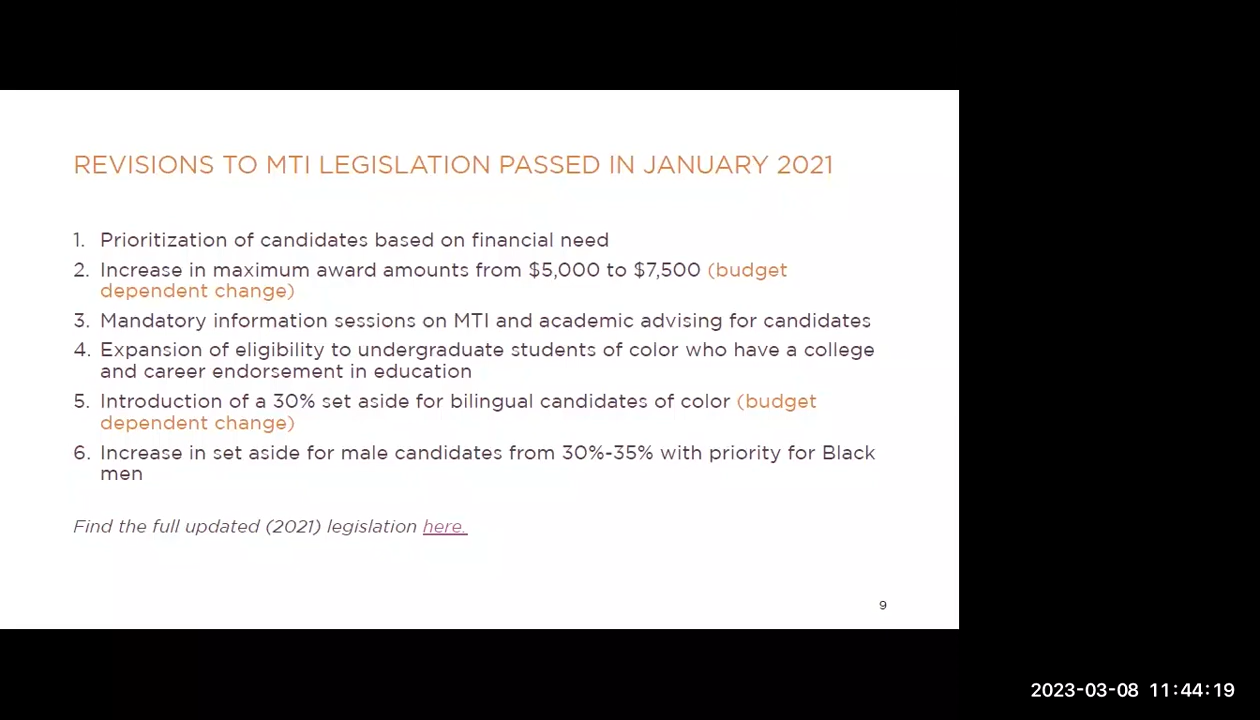 REVISIONS TO MTI LEGISLATION PASSED IN JANUARY 2021
1. Prioritization of candidates based on financial need
2. Increase in maximum award amounts from $5,000 to $7,500 (budget
dependent change)
3. Mandatory information sessions on MTI and academic advising for candidates
4. Expansion of eligibility to undergraduate students of color who have a college
and career endorsement in education
5. Introduction of a 30% set aside for bilingual candidates of color (budget
dependent change)
6. Increase in set aside for male candidates from 30%-35% with priority for Black
men
Find the full updated (2021) legislation here.
9
2023-03-08 11:44:19